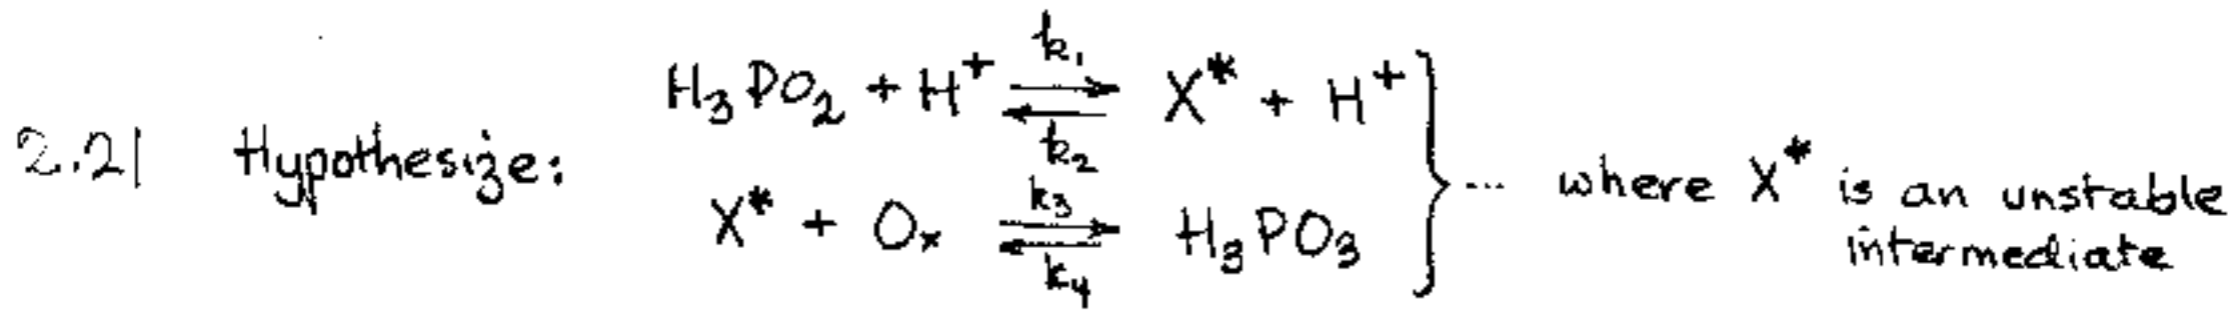 k₁
H₃PO₂ + H⁺ ⇌ X* + H⁺
k₂
2.21 Hypothesize: ... where X* is an unstable intermediate
k₃
X* + Oₓ ⇌ H₃PO₃
k₄